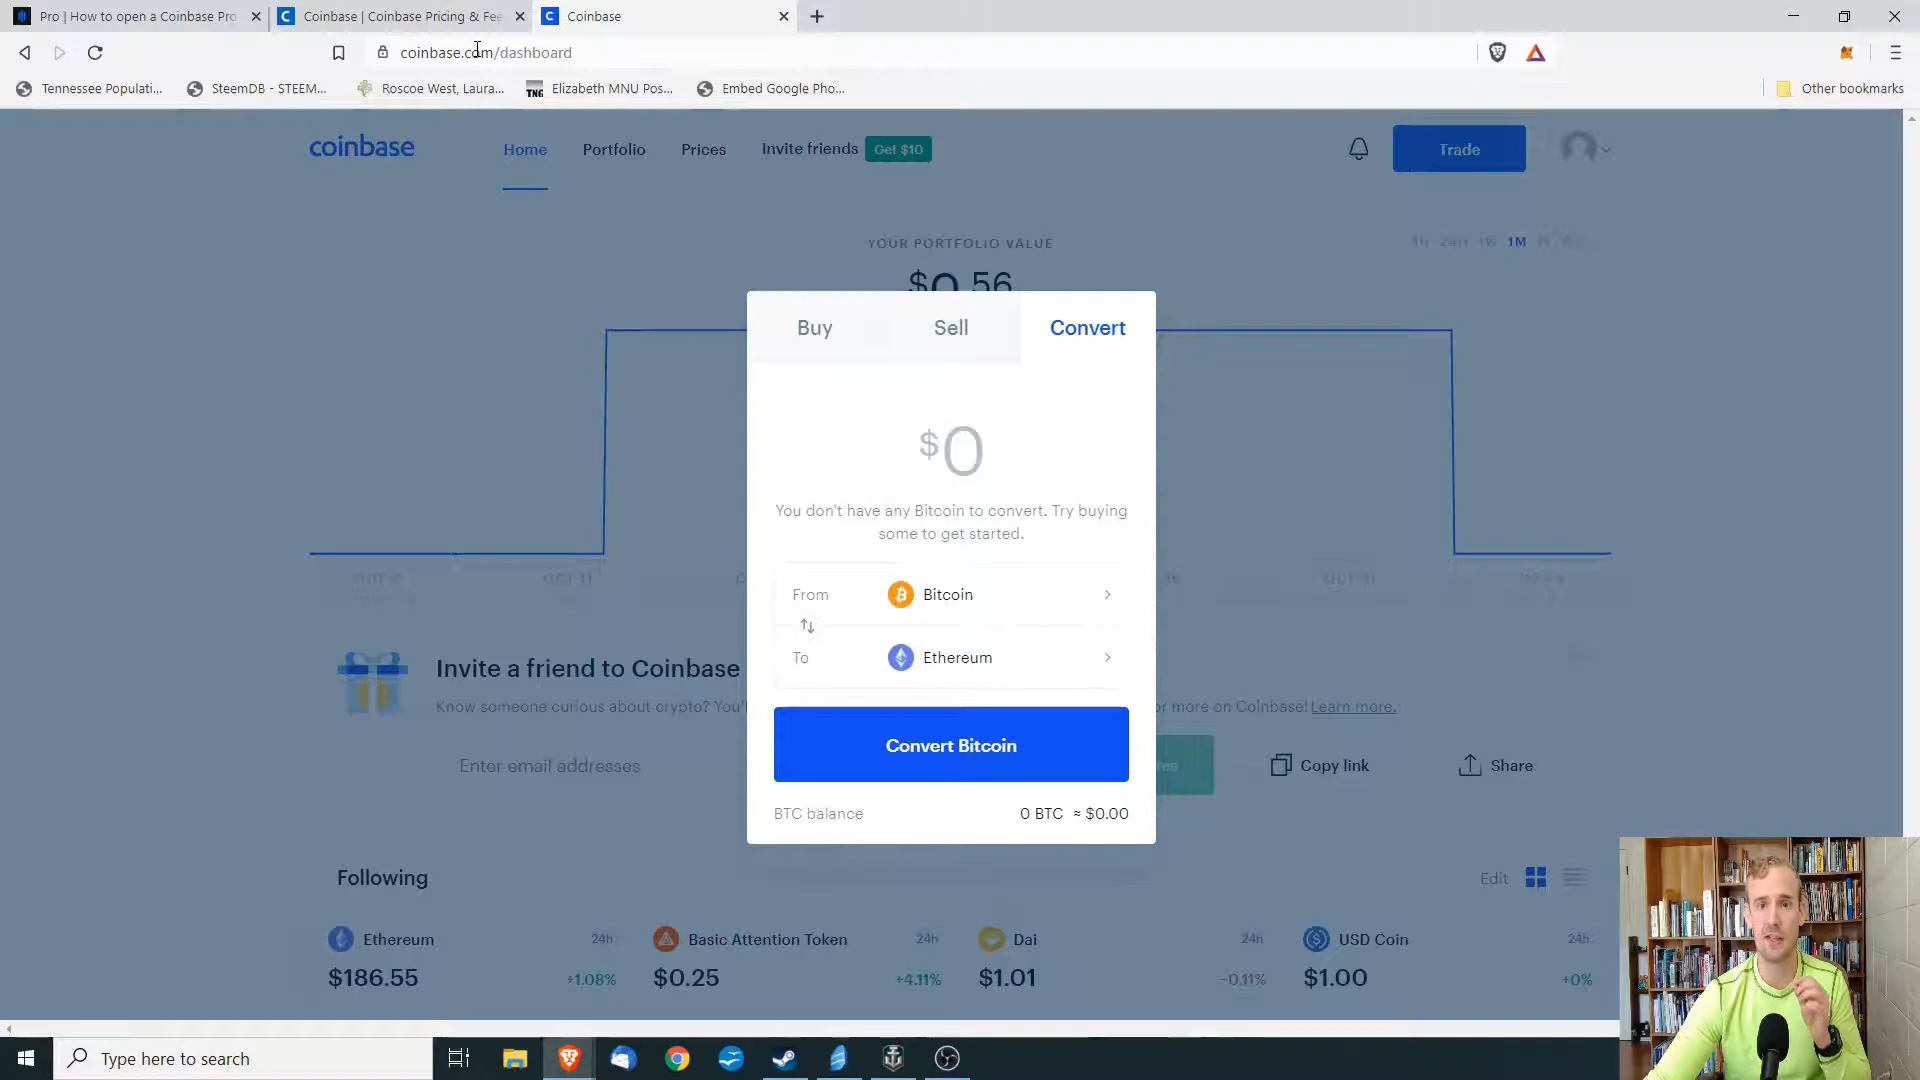 Pro | How to open a Coinbase Pro
Coinbase | Coinbase Pricing & Fee
Coinbase
coinbase.com/dashboard
Tennessee Populati...
SteemDB - STEEM...
Roscoe West, Laura...
TNG
Elizabeth MNU Pos...
Embed Google Pho...
Other bookmarks
coinbase
Home
Portfolio
Prices
Invite friends
Get $10
Trade
YOUR PORTFOLIO VALUE
1M
$0.56
Buy
Sell
Convert
$0
You don't have any Bitcoin to convert. Try buying
some to get started.
From
Bitcoin
To
Ethereum
Invite a friend to Coinbase
Know someone curious about crypto? You'l
or more on Coinbase! Learn more.
Convert Bitcoin
Enter email addresses
Copy link
Share
BTC balance
0 BTC ≈ $0.00
Following
Edit
Ethereum
24h
$186.55
+1.08%
Basic Attention Token
24h
$0.25
+4.11%
Dai
24h
$1.01
-0.11%
USD Coin
24h
$1.00
+0%
Type here to search